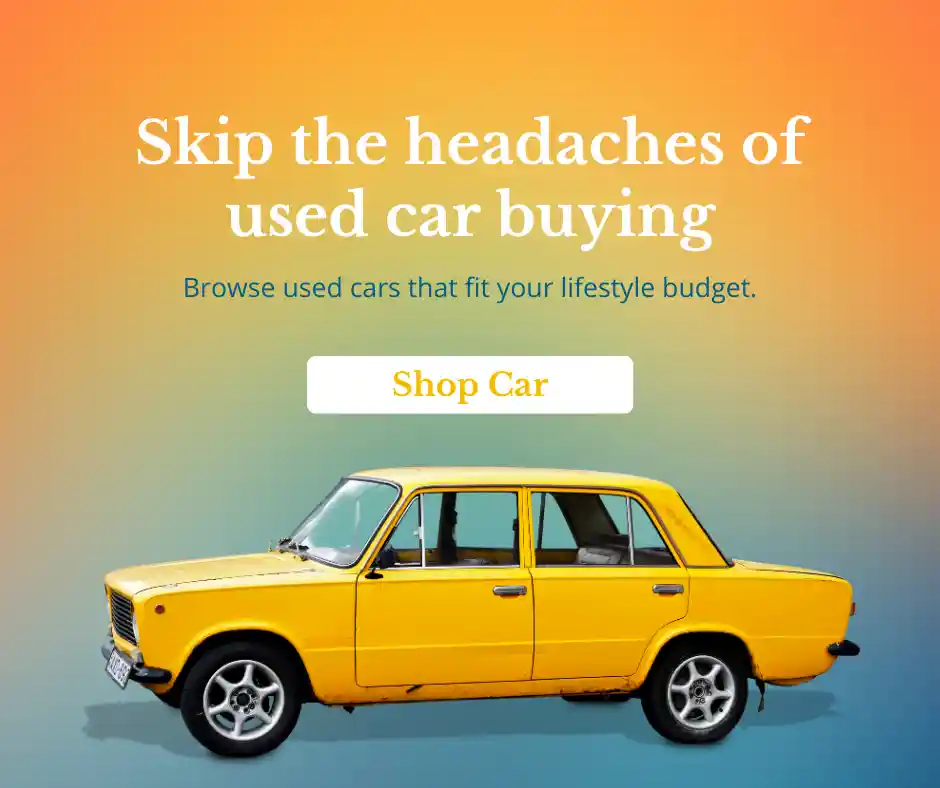 Skip the headaches of
used car buying
Browse used cars that fit your lifestyle budget.
Shop Car